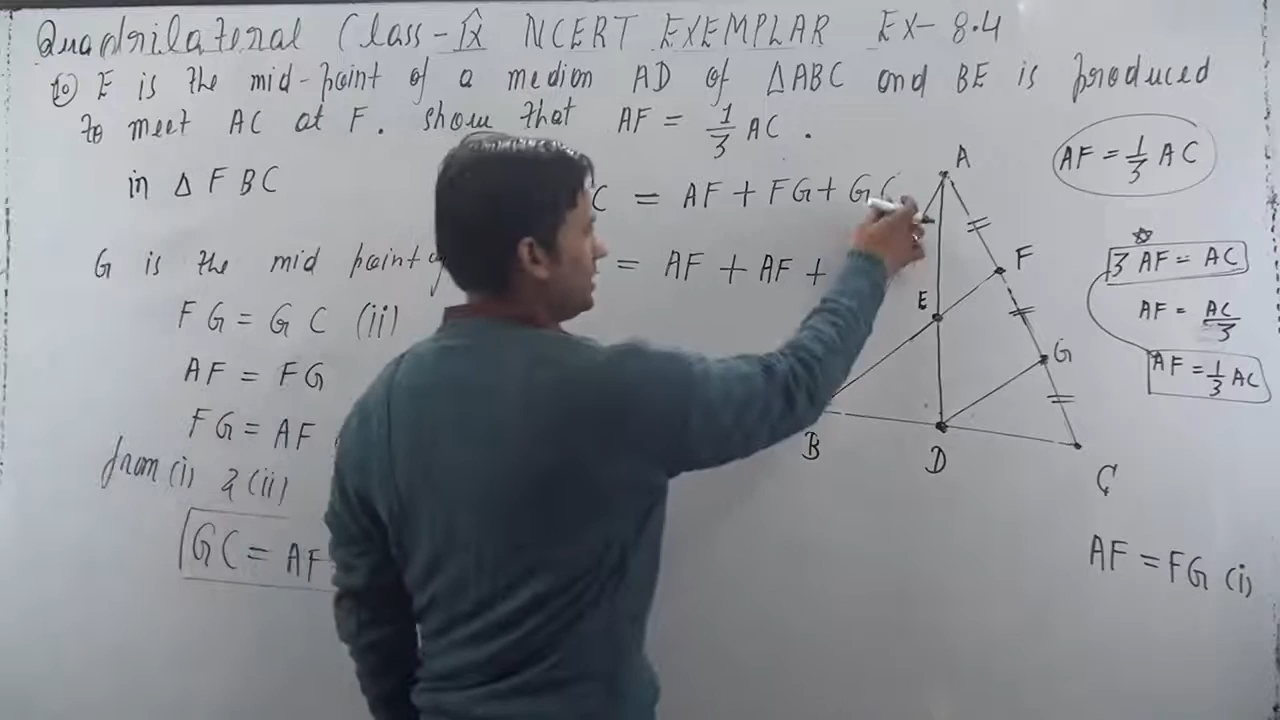 Quadrilateral Class-IX NCERT EXEMPLAR EX-8.4
10 E is the mid-point of a median AD of ΔABC and BE is produced
to meet AC at F. show that AF = 1/3 AC.
in Δ FBC
G is the mid point of
FG = GC (ii)
AF = FG
FG = AF
from (i) & (ii)
GC = AF
C = AF + FG + GC
= AF + AF +
A
F
E
G
B
D
C
AF = 1/3 AC
3 AF = AC
AF = AC/3
AF = 1/3 AC
AF = FG (i)